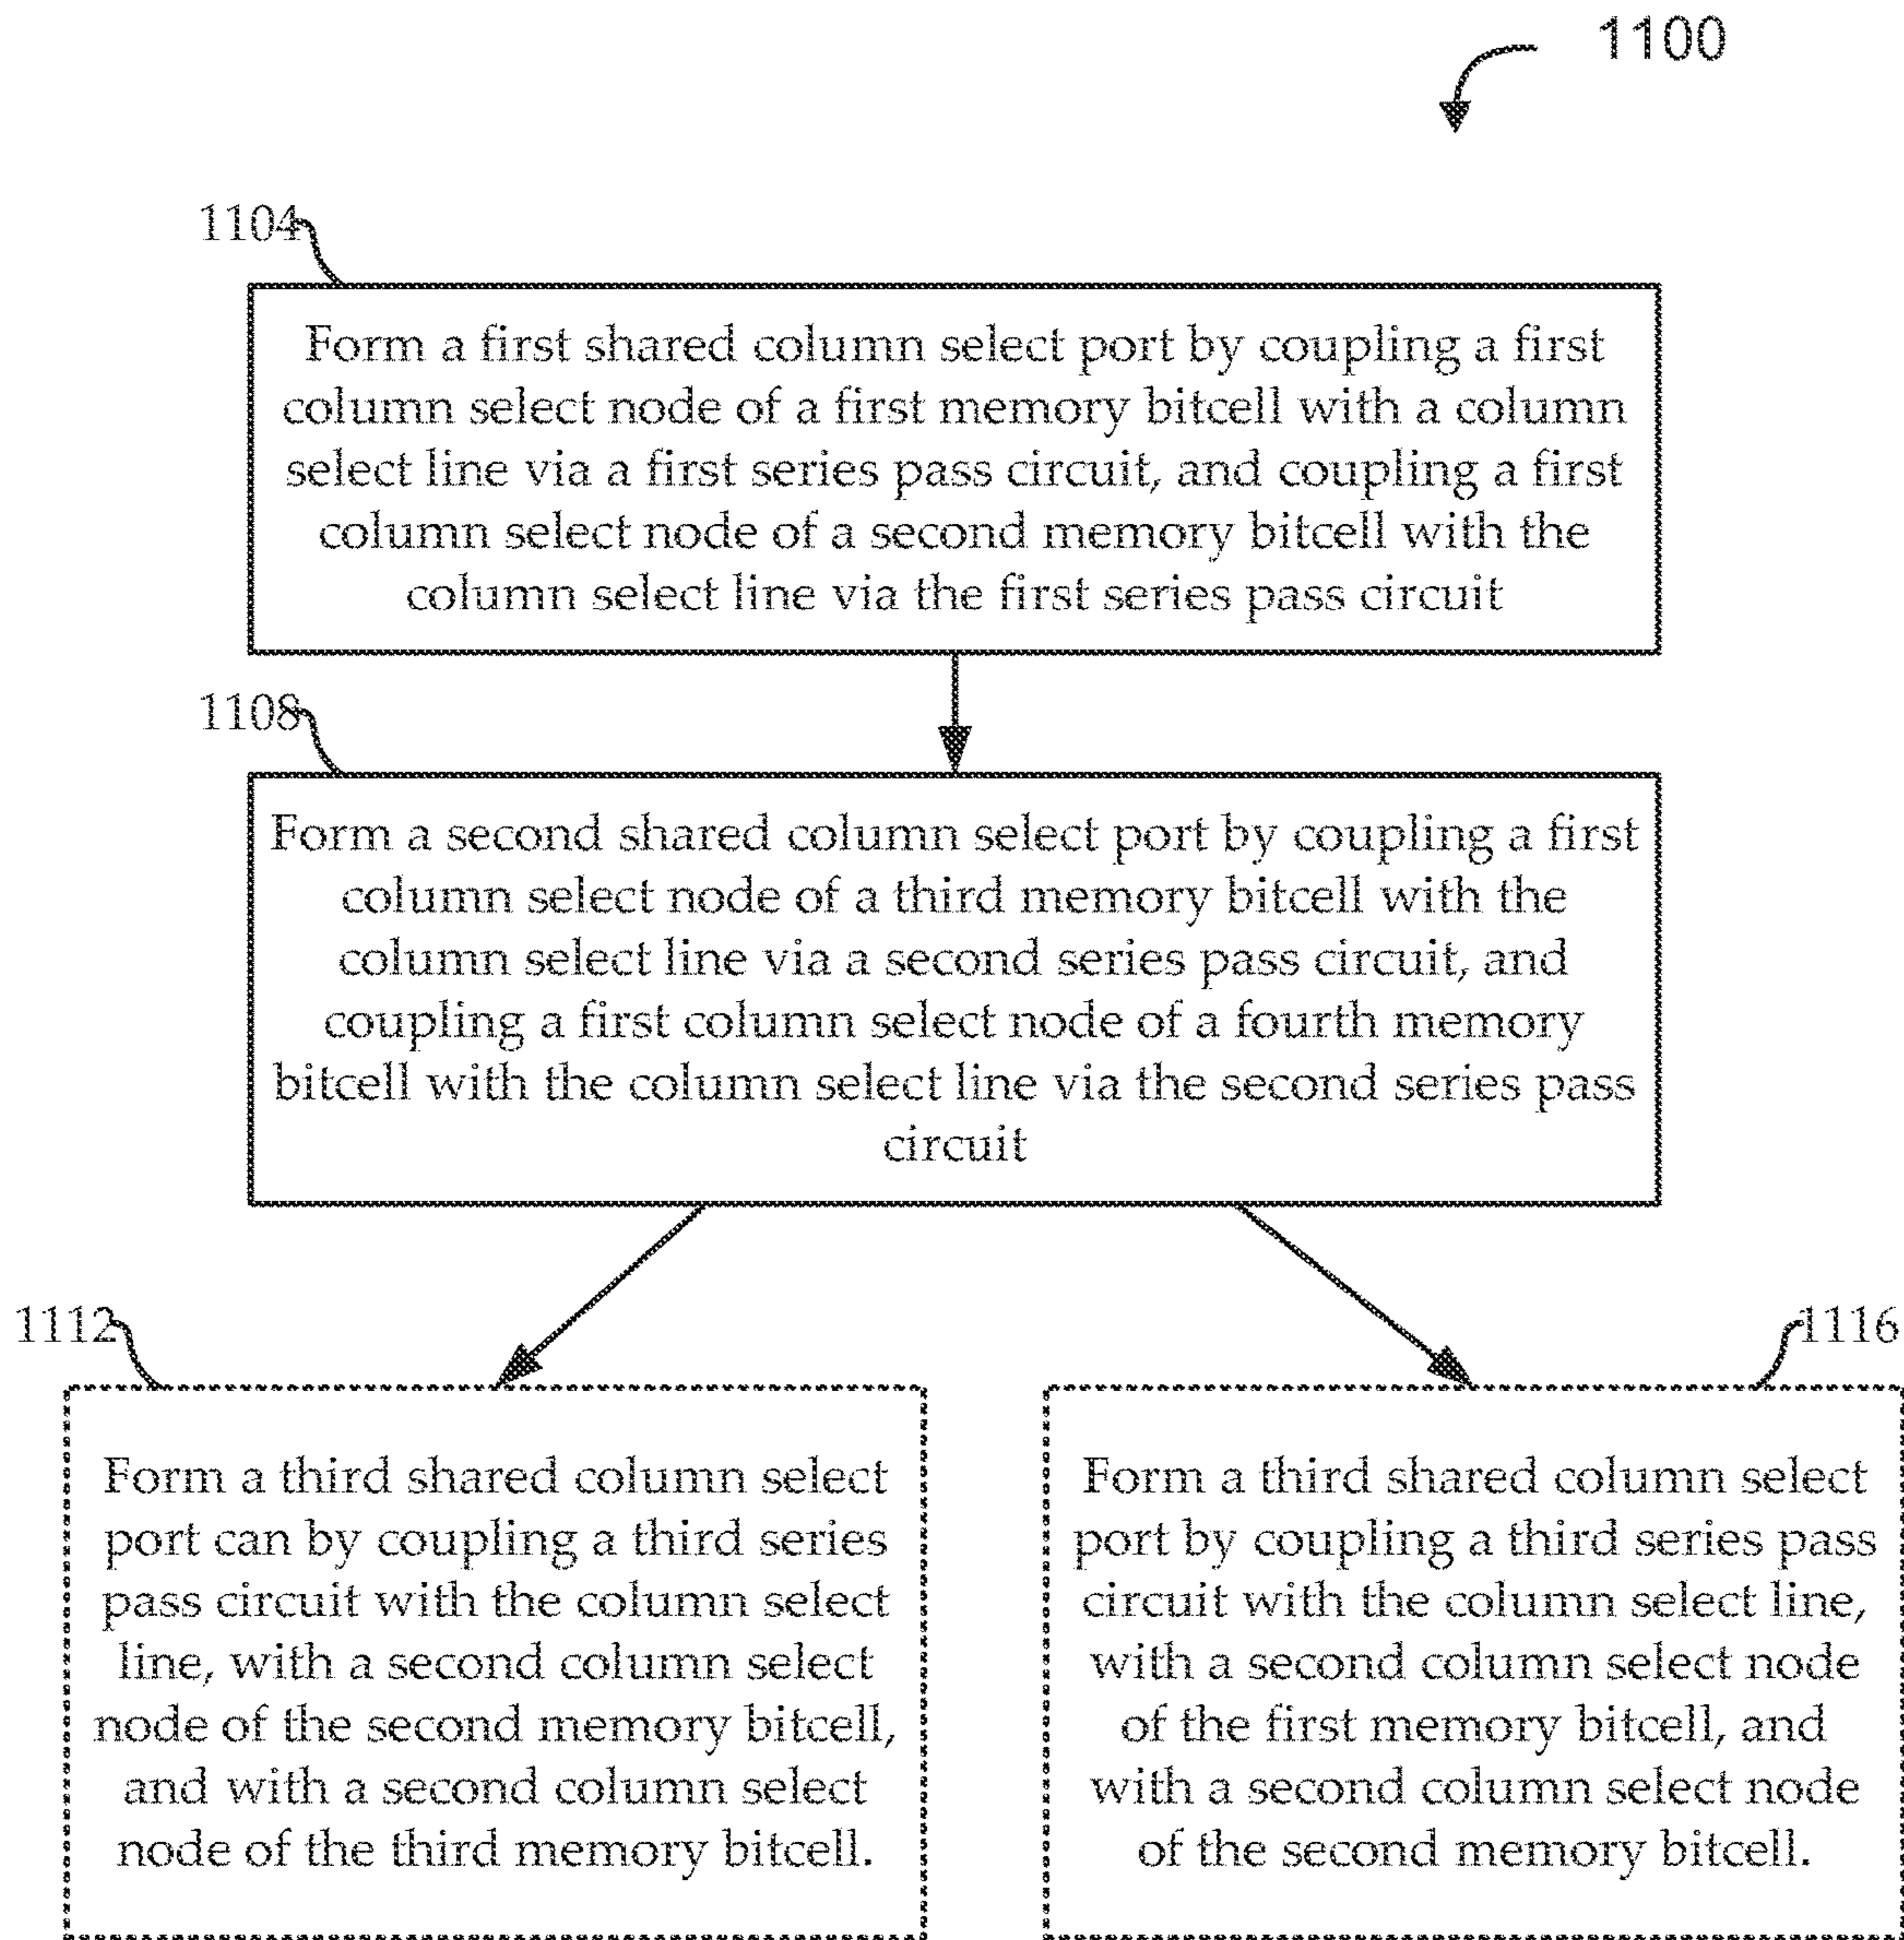 1100
1104
Form a first shared column select port by coupling a first
column select node of a first memory bitcell with a column
select line via a first series pass circuit, and coupling a first
column select node of a second memory bitcell with the
column select line via the first series pass circuit
1108
Form a second shared column select port by coupling a first
column select node of a third memory bitcell with the
column select line via a second series pass circuit, and
coupling a first column select node of a fourth memory
bitcell with the column select line via the second series pass
circuit
1112
Form a third shared column select
port can by coupling a third series
pass circuit with the column select
line, with a second column select
node of the second memory bitcell,
and with a second column select
node of the third memory bitcell.
1116
Form a third shared column select
port by coupling a third series pass
circuit with the column select line,
with a second column select node
of the first memory bitcell, and
with a second column select node
of the second memory bitcell.